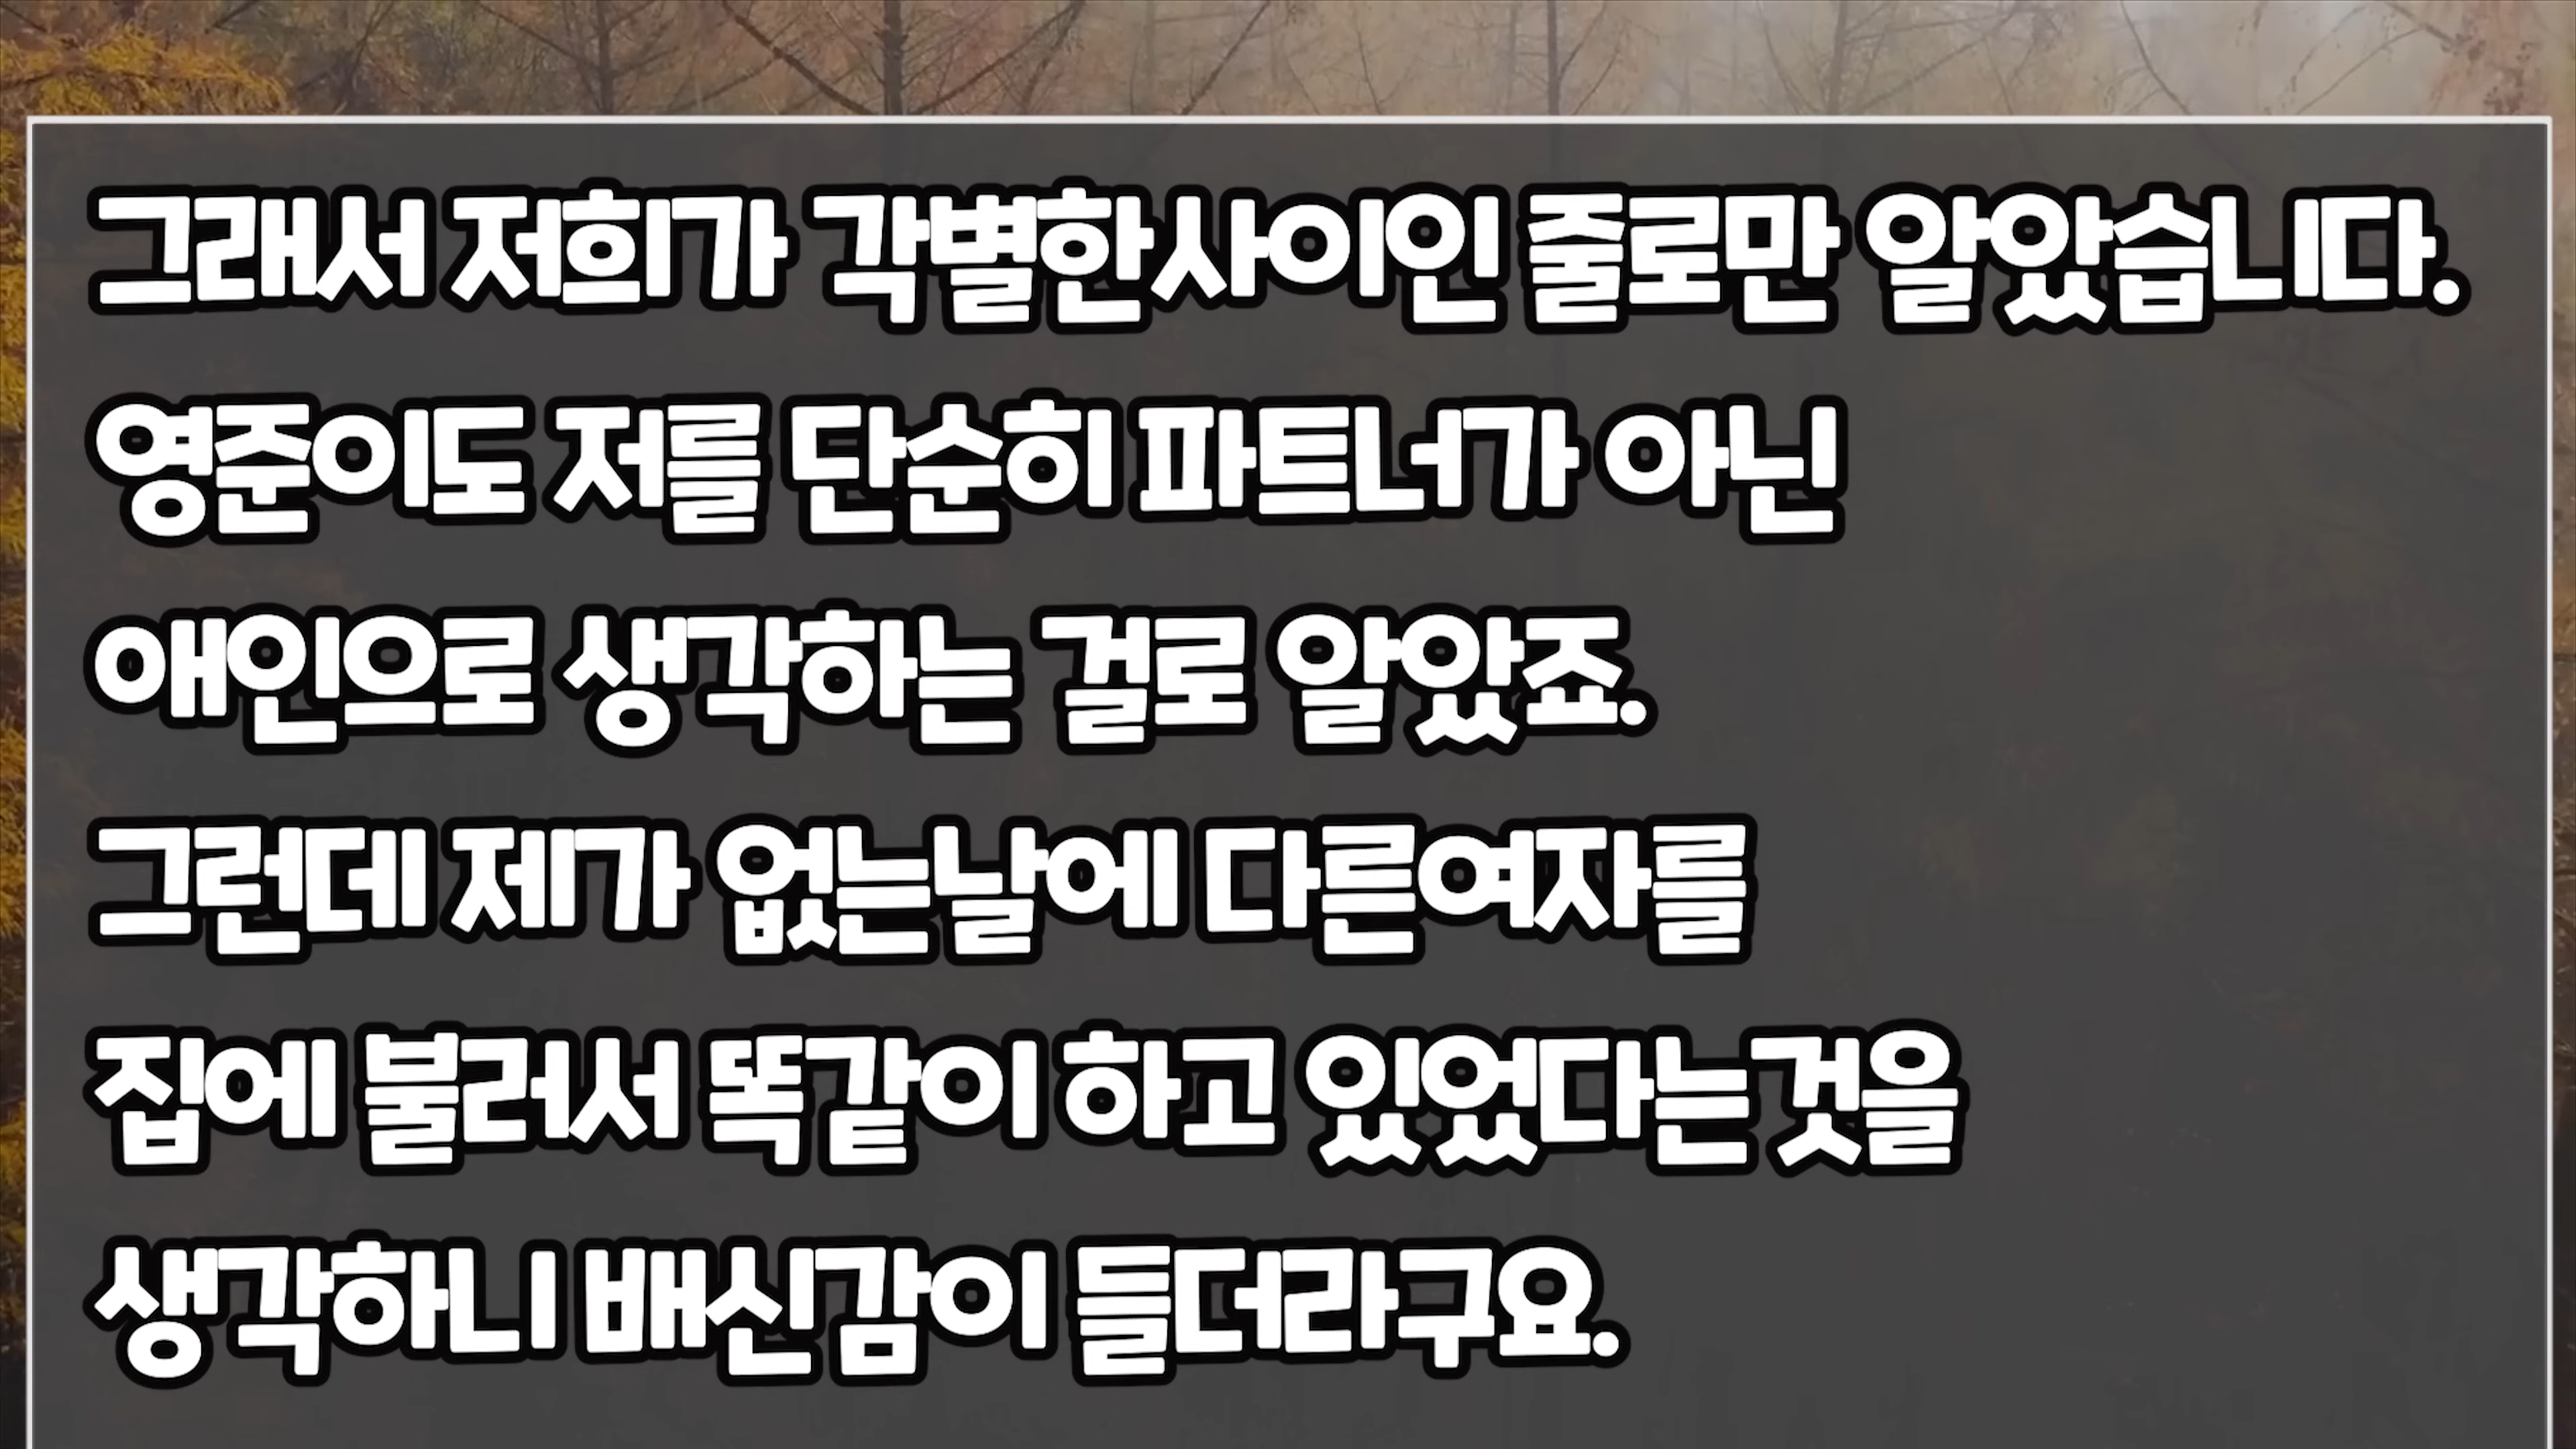 그래서 저희가 각별한사이인 줄로만 알았습니다.
영준이도 저를 단순히 파트너가 아닌
애인으로 생각하는 걸로 알았죠.
그런데 제가 없는날에 다른여자를
집에 불러서 똑같이 하고 있었다는것을
생각하니 배신감이 들더라구요.